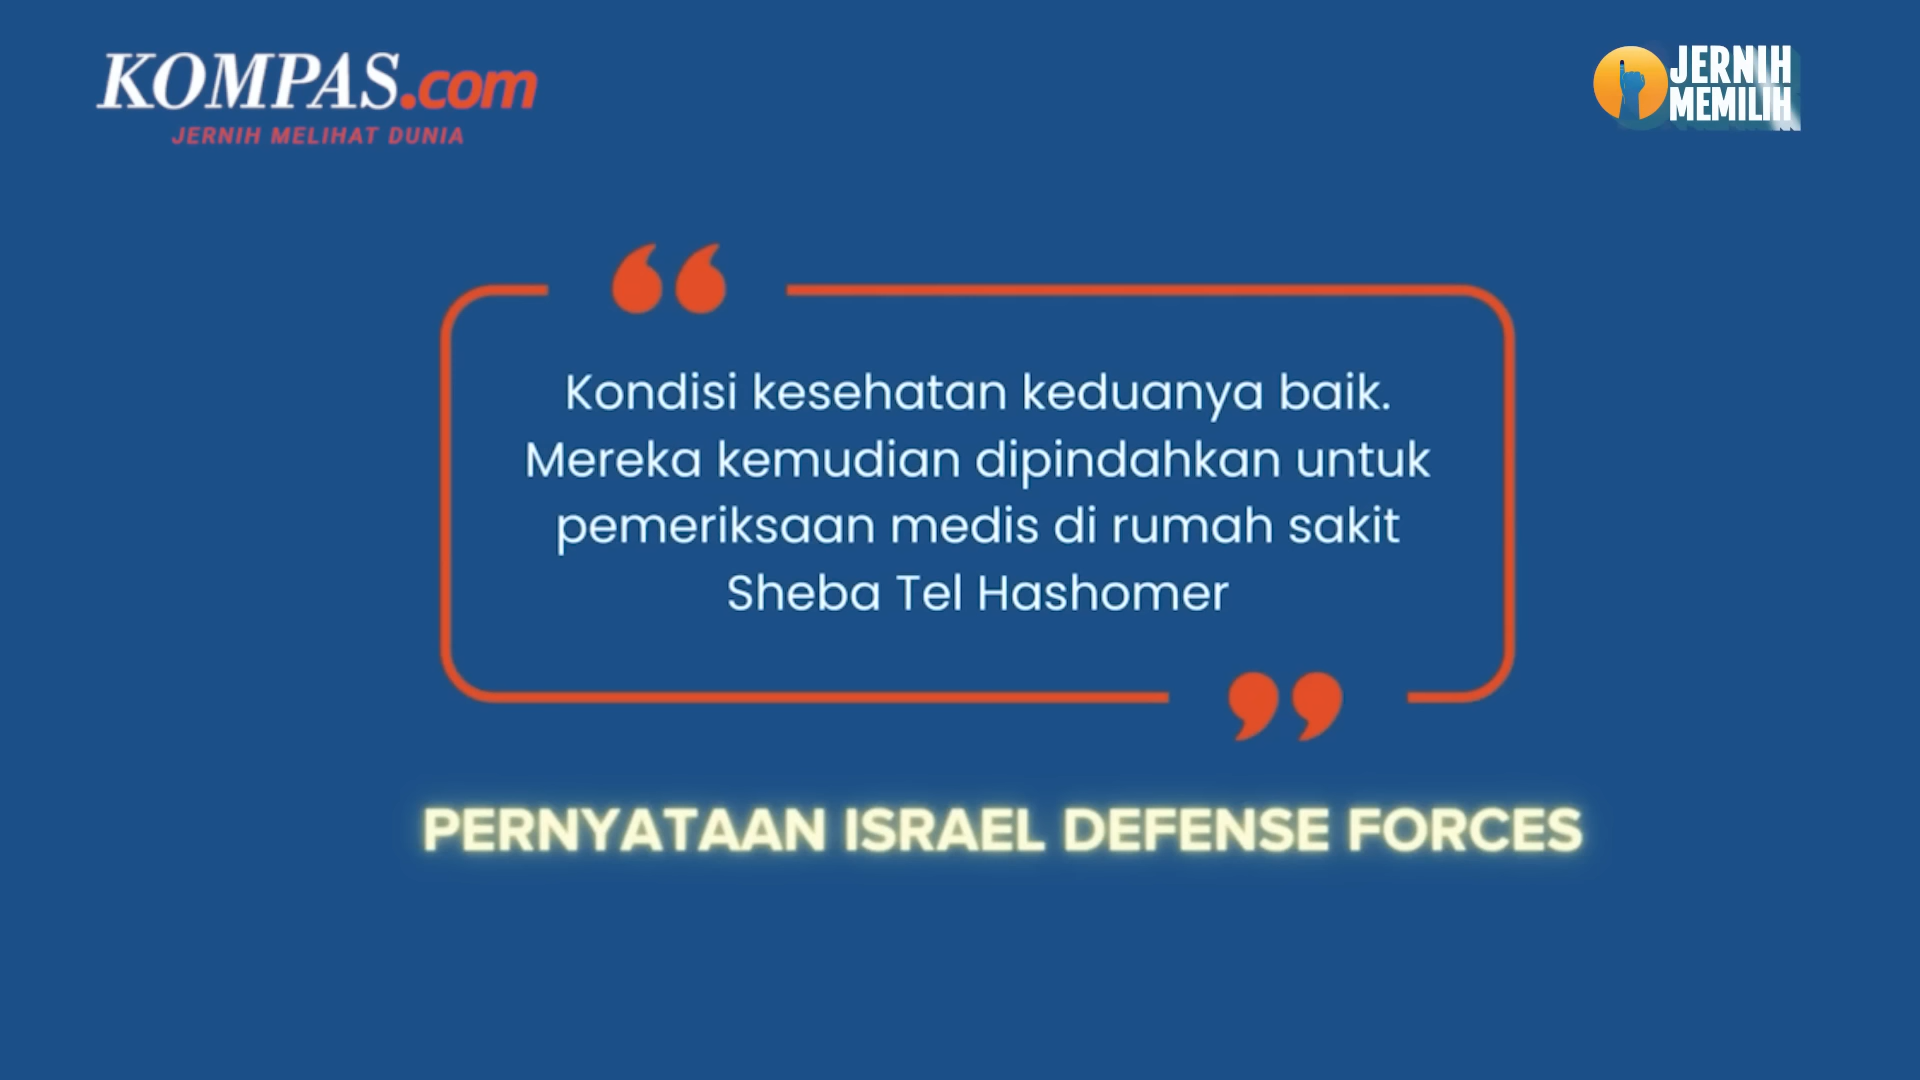 KOMPAS.com
JERNIH MELIHAT DUNIA
JERNIH
MEMILIH
“
Kondisi kesehatan keduanya baik.
Mereka kemudian dipindahkan untuk
pemeriksaan medis di rumah sakit
Sheba Tel Hashomer
”
PERNYATAAN ISRAEL DEFENSE FORCES